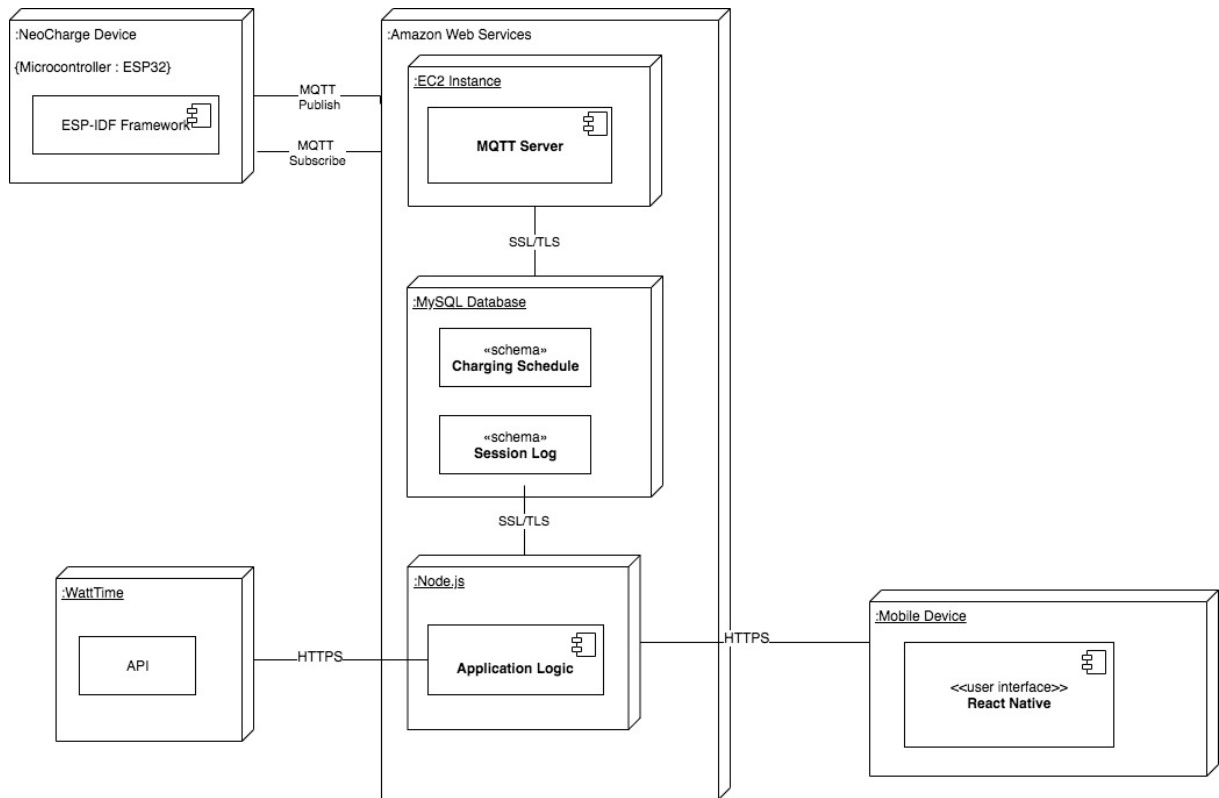 :NeoCharge Device
{Microcontroller : ESP32}
ESP-IDF Framework
MQTT
Publish
MQTT
Subscribe
:Amazon Web Services
:EC2 Instance
MQTT Server
SSL/TLS
:MySQL Database
«schema»
Charging Schedule
«schema»
Session Log
SSL/TLS
:WattTime
API
HTTPS
:Node.js
Application Logic
HTTPS
:Mobile Device
<<user interface>>
React Native